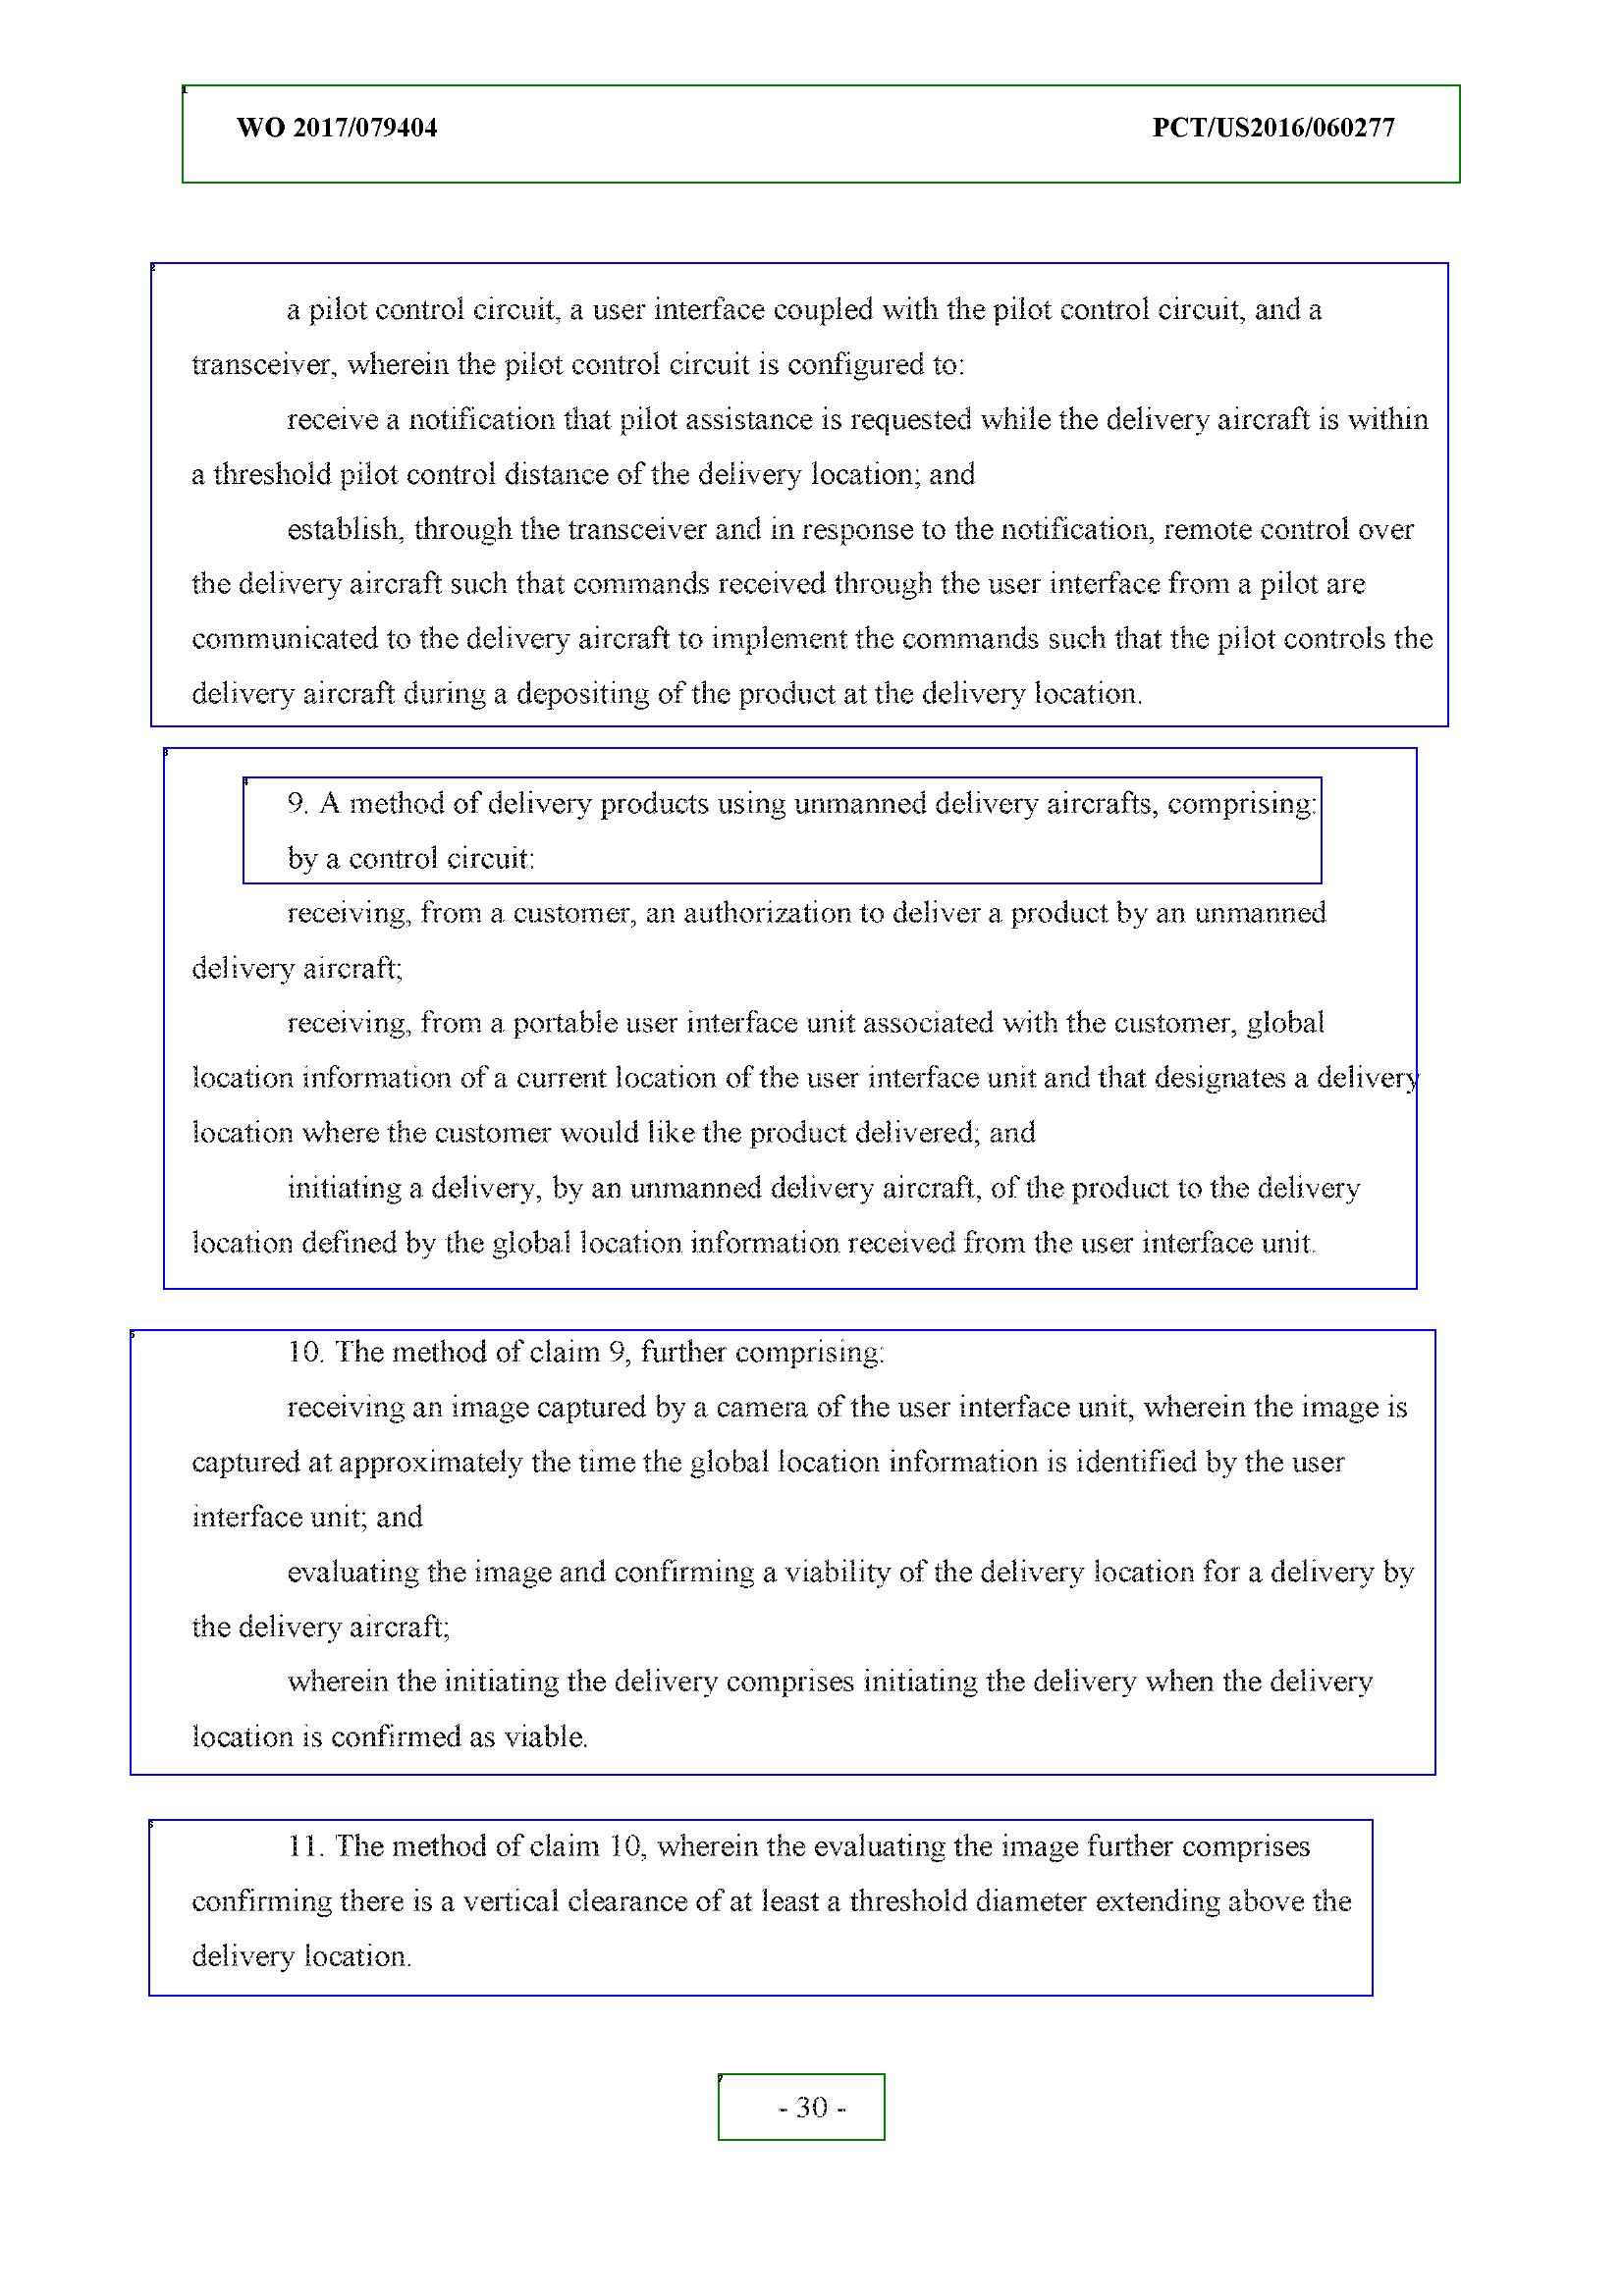 WO 2017/079404 PCT/US2016/060277
a pilot control circuit, a user interface coupled with the pilot control circuit, and a
transceiver, wherein the pilot control circuit is configured to:
receive a notification that pilot assistance is requested while the delivery aircraft is within
a threshold pilot control distance of the delivery location; and
establish, through the transceiver and in response to the notification, remote control over
the delivery aircraft such that commands received through the user interface from a pilot are
communicated to the delivery aircraft to implement the commands such that the pilot controls the
delivery aircraft during a depositing of the product at the delivery location.
9. A method of delivery products using unmanned delivery aircrafts, comprising:
by a control circuit:
receiving, from a customer, an authorization to deliver a product by an unmanned
delivery aircraft;
receiving, from a portable user interface unit associated with the customer, global
location information of a current location of the user interface unit and that designates a delivery
location where the customer would like the product delivered; and
initiating a delivery, by an unmanned delivery aircraft, of the product to the delivery
location defined by the global location information received from the user interface unit.
10. The method of claim 9, further comprising:
receiving an image captured by a camera of the user interface unit, wherein the image is
captured at approximately the time the global location information is identified by the user
interface unit; and
evaluating the image and confirming a viability of the delivery location for a delivery by
the delivery aircraft;
wherein the initiating the delivery comprises initiating the delivery when the delivery
location is confirmed as viable.
11. The method of claim 10, wherein the evaluating the image further comprises
confirming there is a vertical clearance of at least a threshold diameter extending above the
delivery location.
- 30 -